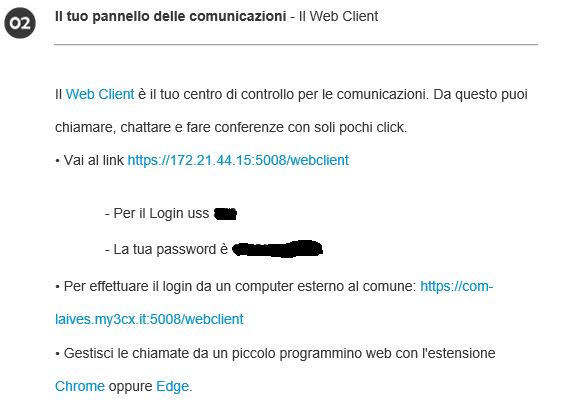 02
Il tuo pannello delle comunicazioni - Il Web Client
Il Web Client è il tuo centro di controllo per le comunicazioni. Da questo puoi
chiamare, chattare e fare conferenze con soli pochi click.
• Vai al link https://172.21.44.15:5008/webclient
- Per il Login uss
- La tua password è
• Per effettuare il login da un computer esterno al comune: https://com-
laives.my3cx.it:5008/webclient
• Gestisci le chiamate da un piccolo programmino web con l'estensione
Chrome oppure Edge.